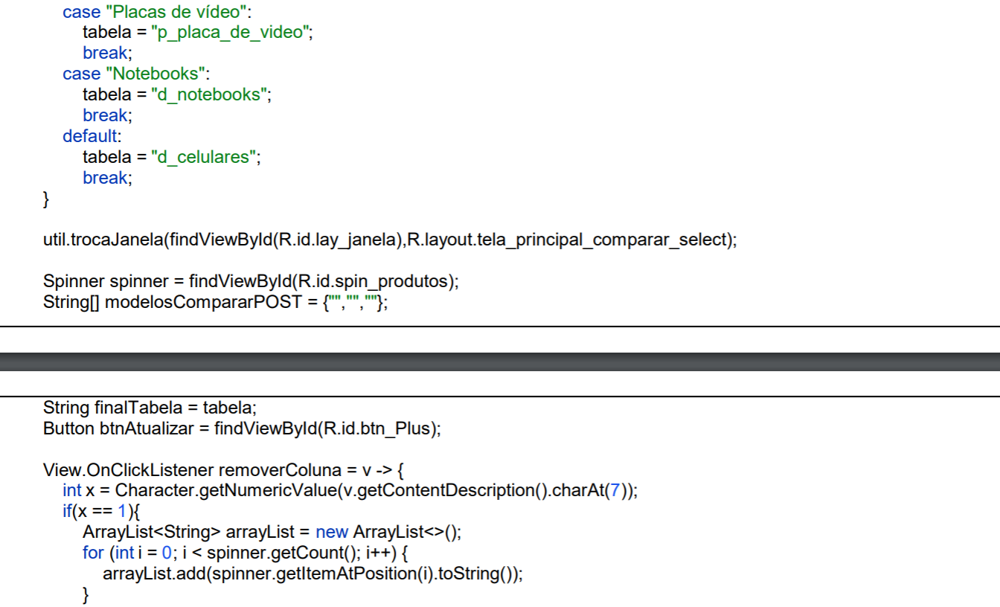 case "Placas de vídeo":
tabela = "p_placa_de_video";
break;
case "Notebooks":
tabela = "d_notebooks";
break;
default:
tabela = "d_celulares";
break;
}
util.trocaJanela(findViewById(R.id.lay_janela),R.layout.tela_principal_comparar_select);
Spinner spinner = findViewById(R.id.spin_produtos);
String[] modelosCompararPOST = {"","",""};
String finalTabela = tabela;
Button btnAtualizar = findViewById(R.id.btn_Plus);
View.OnClickListener removerColuna = v -> {
int x = Character.getNumericValue(v.getContentDescription().charAt(7));
if(x == 1){
ArrayList<String> arrayList = new ArrayList<>();
for (int i = 0; i < spinner.getCount(); i++) {
arrayList.add(spinner.getItemAtPosition(i).toString());
}